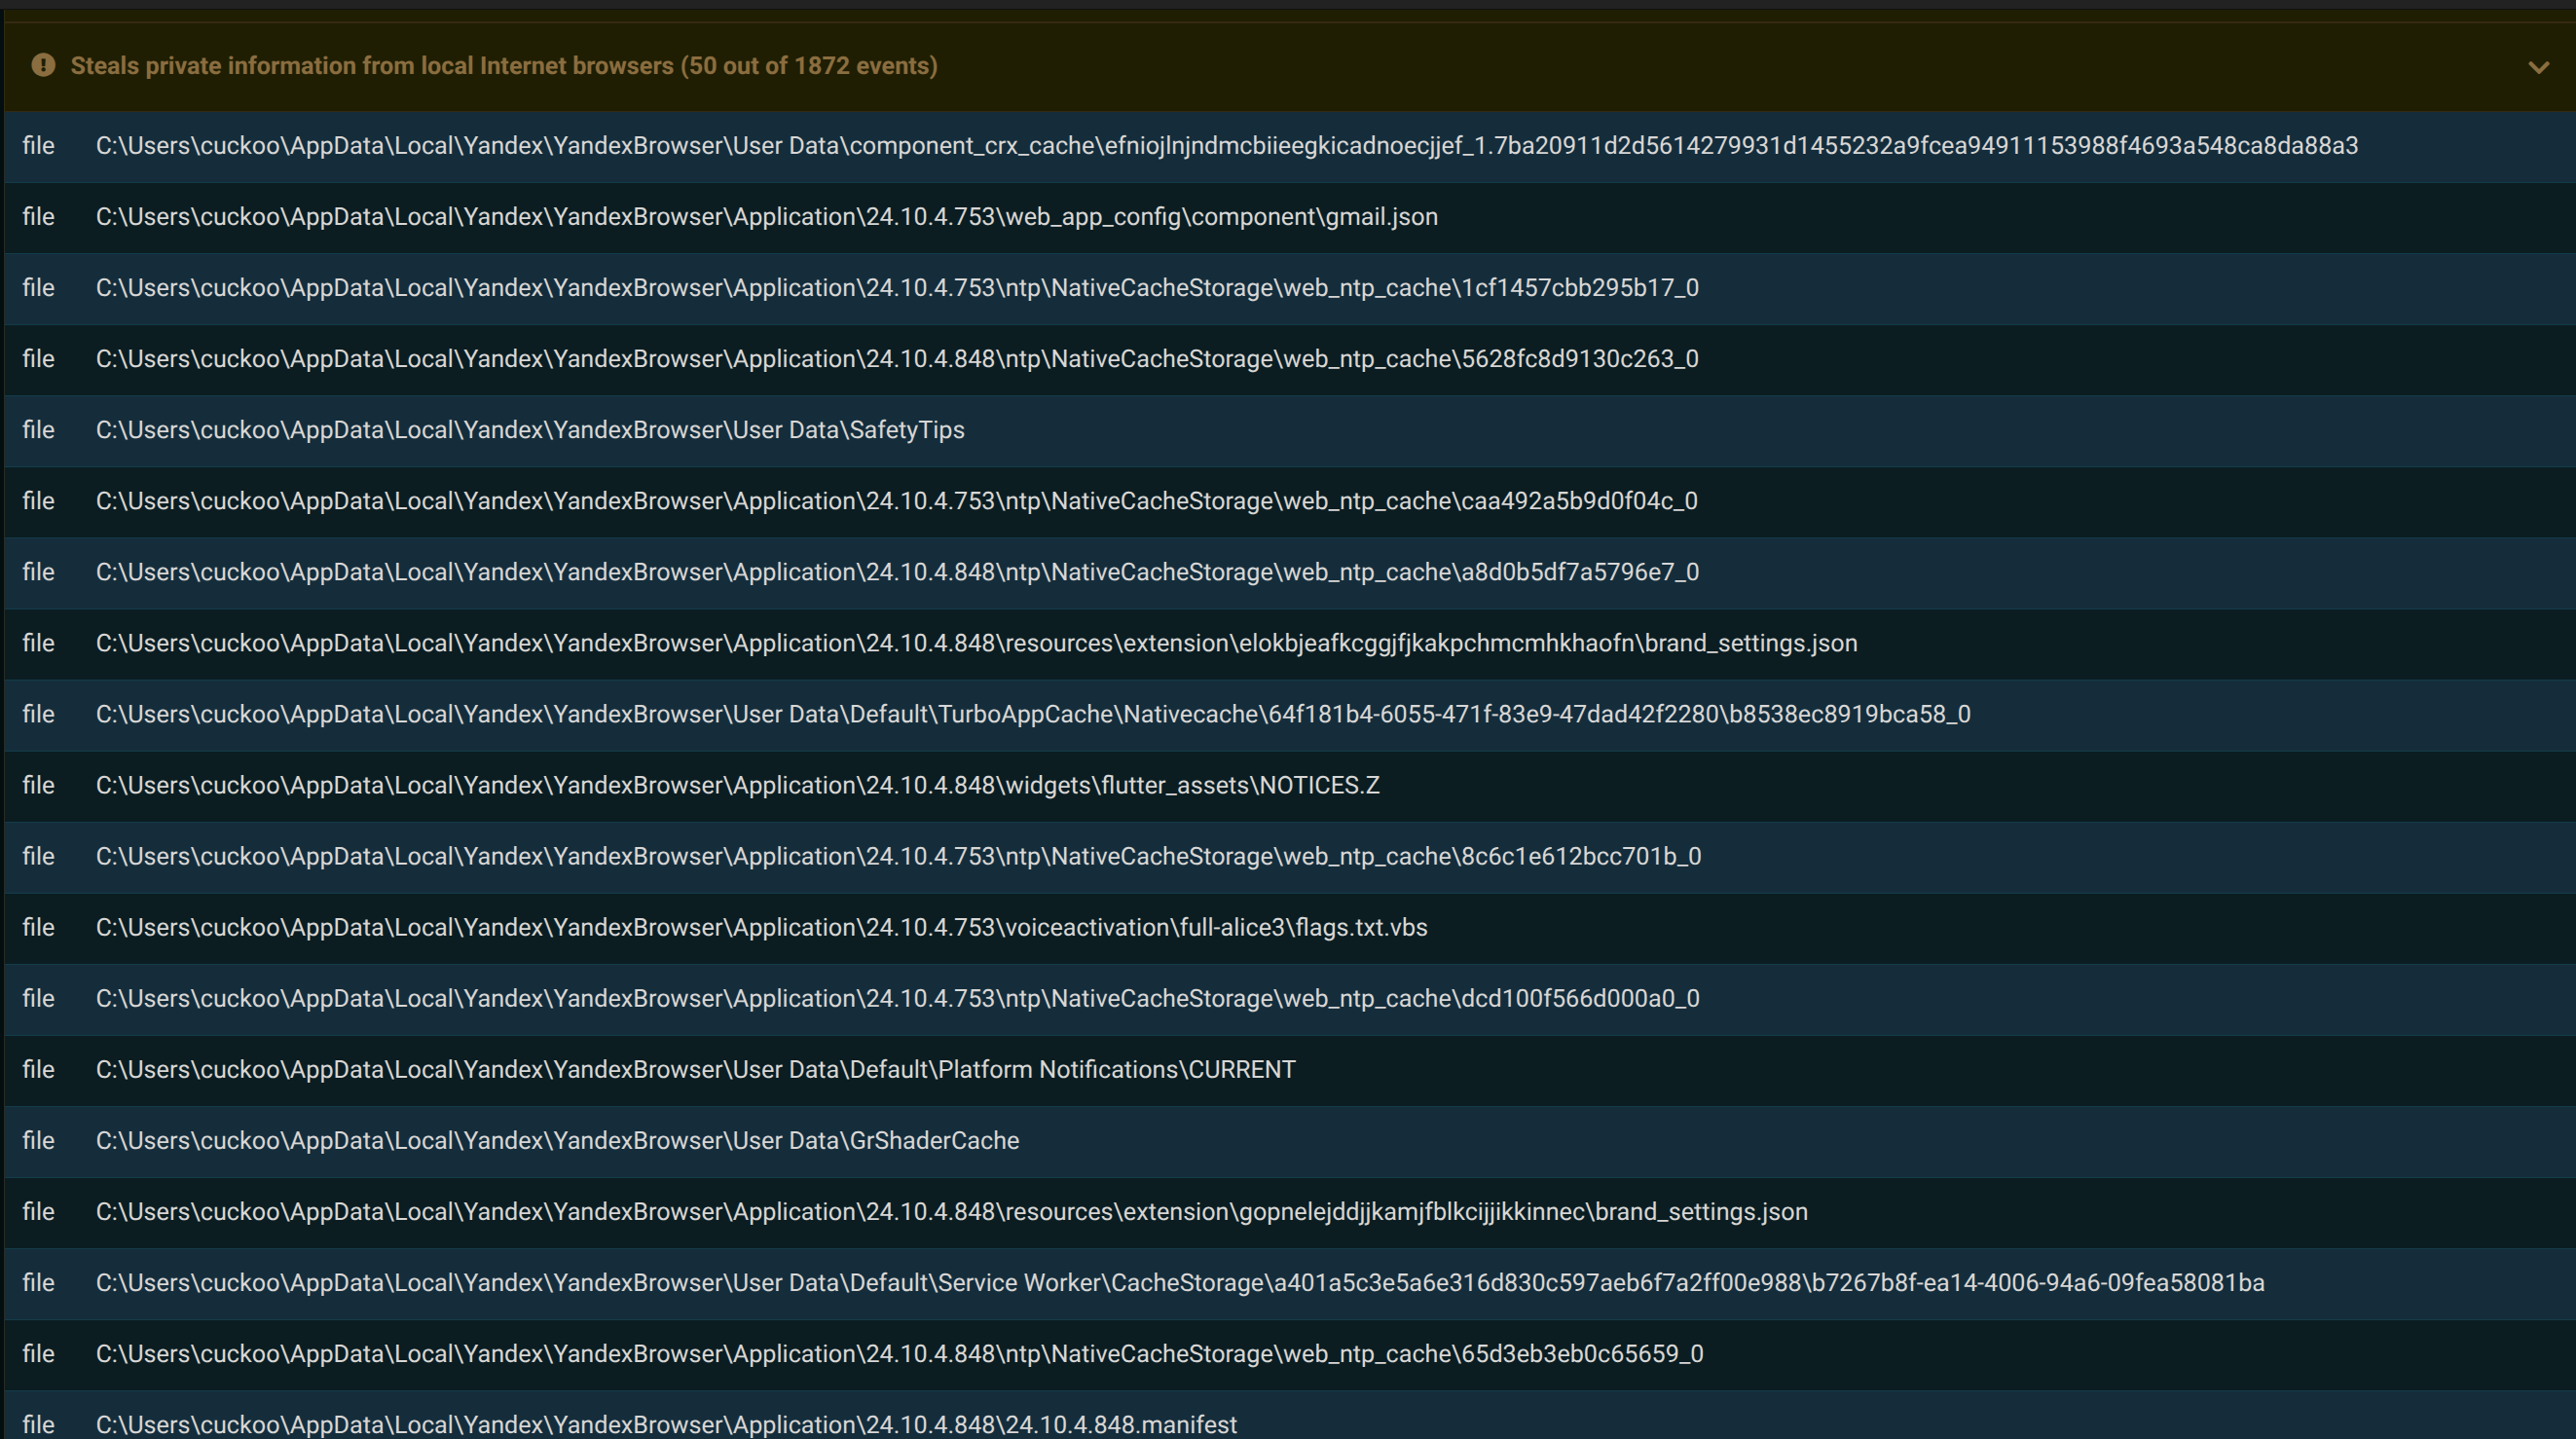 Steals private information from local Internet browsers (50 out of 1872 events)
file C:\Users\cuckoo\AppData\Local\Yandex\YandexBrowser\User Data\component_crx_cache\efniojlnjndmcbiieegkicadnoecjjef_1.7ba20911d2d5614279931d1455232a9fcea94911153988f4693a548ca8da88a3
file C:\Users\cuckoo\AppData\Local\Yandex\YandexBrowser\Application\24.10.4.753\web_app_config\component\gmail.json
file C:\Users\cuckoo\AppData\Local\Yandex\YandexBrowser\Application\24.10.4.753\ntp\NativeCacheStorage\web_ntp_cache\1cf1457cbb295b17_0
file C:\Users\cuckoo\AppData\Local\Yandex\YandexBrowser\Application\24.10.4.848\ntp\NativeCacheStorage\web_ntp_cache\5628fc8d9130c263_0
file C:\Users\cuckoo\AppData\Local\Yandex\YandexBrowser\User Data\SafetyTips
file C:\Users\cuckoo\AppData\Local\Yandex\YandexBrowser\Application\24.10.4.753\ntp\NativeCacheStorage\web_ntp_cache\caa492a5b9d0f04c_0
file C:\Users\cuckoo\AppData\Local\Yandex\YandexBrowser\Application\24.10.4.848\ntp\NativeCacheStorage\web_ntp_cache\a8d0b5df7a5796e7_0
file C:\Users\cuckoo\AppData\Local\Yandex\YandexBrowser\Application\24.10.4.848\resources\extension\elokbjeafkcggjfjkakpchmcmhkhaofn\brand_settings.json
file C:\Users\cuckoo\AppData\Local\Yandex\YandexBrowser\User Data\Default\TurboAppCache\Nativecache\64f181b4-6055-471f-83e9-47dad42f2280\b8538ec8919bca58_0
file C:\Users\cuckoo\AppData\Local\Yandex\YandexBrowser\Application\24.10.4.848\widgets\flutter_assets\NOTICES.Z
file C:\Users\cuckoo\AppData\Local\Yandex\YandexBrowser\Application\24.10.4.753\ntp\NativeCacheStorage\web_ntp_cache\8c6c1e612bcc701b_0
file C:\Users\cuckoo\AppData\Local\Yandex\YandexBrowser\Application\24.10.4.753\voiceactivation\full-alice3\flags.txt.vbs
file C:\Users\cuckoo\AppData\Local\Yandex\YandexBrowser\Application\24.10.4.753\ntp\NativeCacheStorage\web_ntp_cache\dcd100f566d000a0_0
file C:\Users\cuckoo\AppData\Local\Yandex\YandexBrowser\User Data\Default\Platform Notifications\CURRENT
file C:\Users\cuckoo\AppData\Local\Yandex\YandexBrowser\User Data\GrShaderCache
file C:\Users\cuckoo\AppData\Local\Yandex\YandexBrowser\Application\24.10.4.848\resources\extension\gopnelejddjjkamjfblkcijjikkinnec\brand_settings.json
file C:\Users\cuckoo\AppData\Local\Yandex\YandexBrowser\User Data\Default\Service Worker\CacheStorage\a401a5c3e5a6e316d830c597aeb6f7a2ff00e988\b7267b8f-ea14-4006-94a6-09fea58081ba
file C:\Users\cuckoo\AppData\Local\Yandex\YandexBrowser\Application\24.10.4.848\ntp\NativeCacheStorage\web_ntp_cache\65d3eb3eb0c65659_0
file C:\Users\cuckoo\AppData\Local\Yandex\YandexBrowser\Application\24.10.4.848\24.10.4.848.manifest